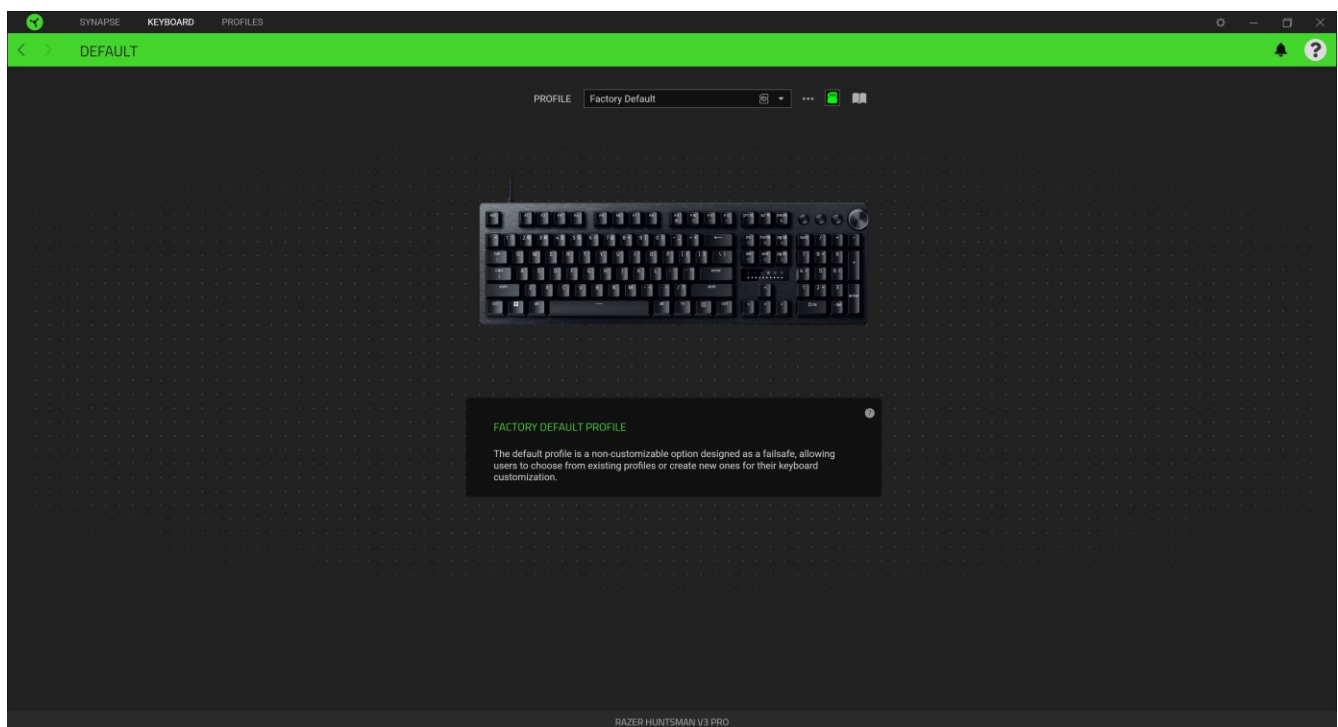 SYNAPSE KEYBOARD PROFILES
DEFAULT
?
PROFILE Factory Default
FACTORY DEFAULT PROFILE
?
The default profile is a non-customizable option designed as a failsafe, allowing
users to choose from existing profiles or create new ones for their keyboard
customization.
RAZER HUNTSMAN V3 PRO